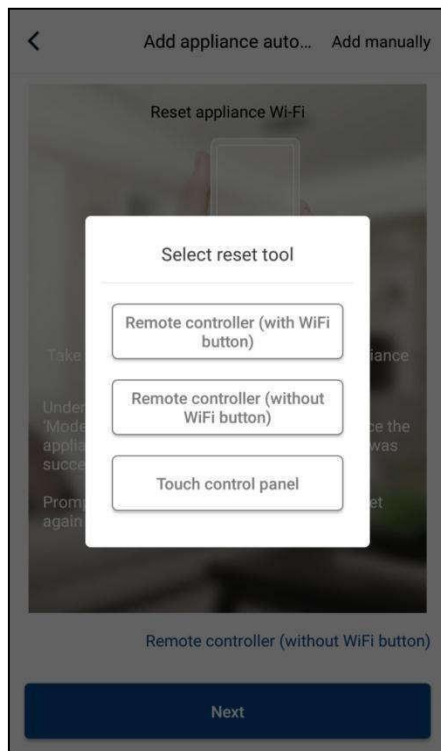 Add appliance auto... Add manually
Reset appliance Wi-Fi
Select reset tool
Remote controller (with WiFi
button)
Take iance
Remote controller (without
WiFi button)
Under
'Mode ce the
applia was
succe
Touch control panel
Promp et
again
Remote controller (without WiFi button)
Next